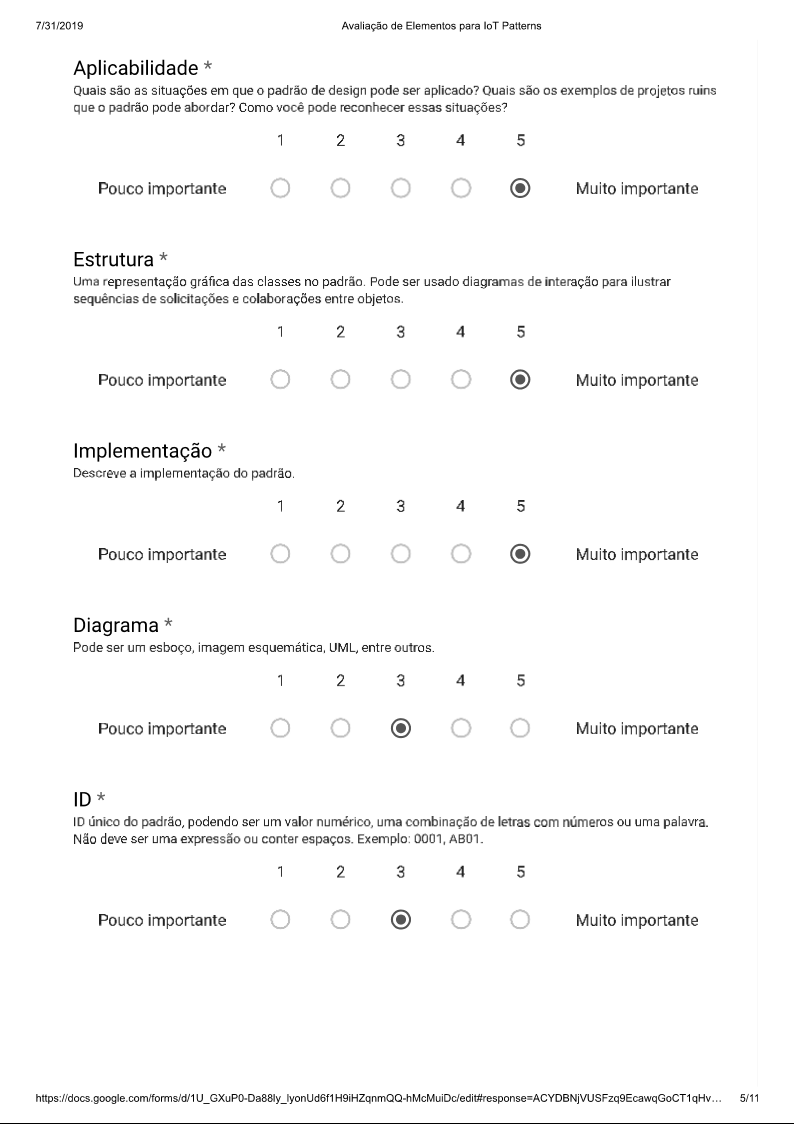 7/31/2019 Avaliação de Elementos para IoT Patterns
Aplicabilidade *
Quais são as situações em que o padrão de design pode ser aplicado? Quais são os exemplos de projetos ruins
que o padrão pode abordar? Como você pode reconhecer essas situações?
1 2 3 4 5
Pouco importante Muito importante
Estrutura *
Uma representação gráfica das classes no padrão. Pode ser usado diagramas de interação para ilustrar
sequências de solicitações e colaborações entre objetos.
1 2 3 4 5
Pouco importante Muito importante
Implementação *
Descreve a implementação do padrão.
1 2 3 4 5
Pouco importante Muito importante
Diagrama *
Pode ser um esboço, imagem esquemática, UML, entre outros.
1 2 3 4 5
Pouco importante Muito importante
ID *
ID único do padrão, podendo ser um valor numérico, uma combinação de letras com números ou uma palavra.
Não deve ser uma expressão ou conter espaços. Exemplo: 0001, AB01.
1 2 3 4 5
Pouco importante Muito importante
https://docs.google.com/forms/d/1U_GXuP0-Da88ly_lyonUd6f1H9iHZqnmQQ-hMcMuiDc/edit#response=ACYDBNjVUSFzq9EcawqGoCT1qHv… 5/11